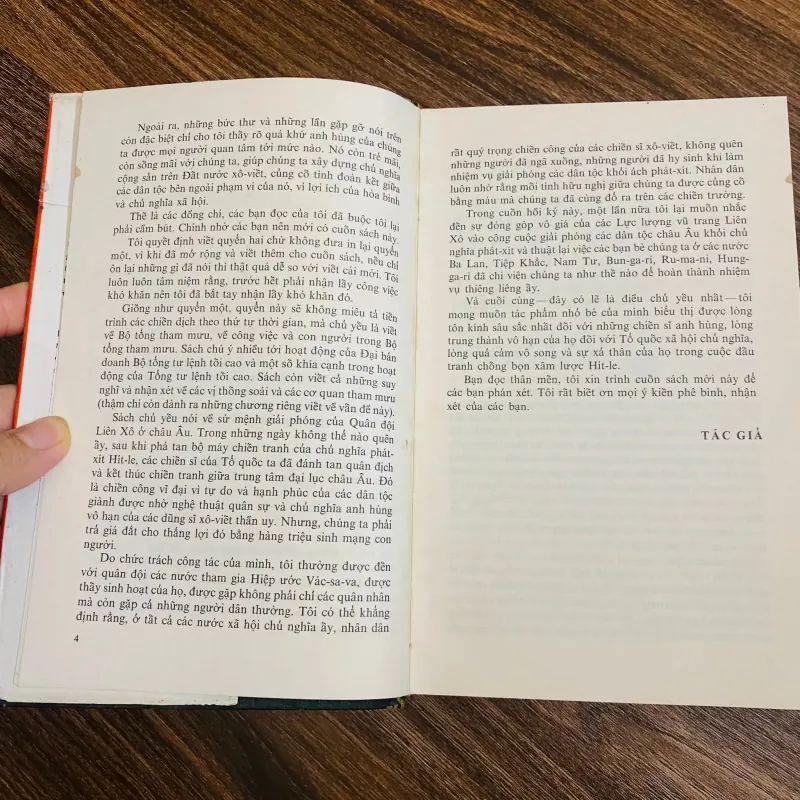 Ngoài ra, những bức thư và những lần gặp gỡ nói trên
còn đặc biệt chỉ cho tôi thấy rõ quá khứ anh hùng của chúng
ta được mọi người quan tâm tới mức nào. Nó còn trẻ mãi,
còn sống mãi với chúng ta, giúp chúng ta xây dựng chủ nghĩa
cộng sản trên Đất nước xô-viết, củng cố tình đoàn kết giữa
các dân tộc bên ngoài phạm vi của nó, vì lợi ích của hòa bình
và chủ nghĩa xã hội.
Thế là các đồng chí, các bạn đọc của tôi đã buộc tôi lại
phải cầm bút. Chính nhờ các bạn nên mới có cuốn sách này.
Tôi quyết định viết quyển hai chứ không đưa in lại quyển
một, vì khi mở rộng và viết thêm cho cuốn sách, nếu chỉ
ôn lại những gì đã nói thì thật quả dễ so với viết cái mới. Tôi
luôn luôn tâm niệm rằng, trước hết phải nhận lấy công việc
khó khăn nên tôi đã bắt tay nhận lấy khó khăn đó.
Giống như quyển một, quyển này sẽ không miêu tả tiến
trình các chiến dịch theo thứ tự thời gian, mà chủ yếu là viết
về Bộ tổng tham mưu, về công việc và con người trong Bộ
tổng tham mưu. Sách chú ý nhiều tới hoạt động của Đại bản
doanh Bộ tổng tư lệnh tối cao và một số khía cạnh trong hoạt
động của Tổng tư lệnh tối cao. Sách còn viết cả những suy
nghĩ và nhận xét về các vị thống soái và các cơ quan tham mưu
(thậm chí còn dành ra những chương riêng viết về vấn đề này).
Sách chủ yếu nói về sứ mệnh giải phóng của Quân đội
Liên Xô ở châu Âu. Trong những ngày không thể nào quên
ấy, sau khi phá tan bộ máy chiến tranh của chủ nghĩa phát-
xít Hít-le, các chiến sĩ của Tổ quốc ta đã đánh tan quân địch
và kết thúc chiến tranh giữa trung tâm đại lục châu Âu. Đó
là chiến công vĩ đại vì tự do và hạnh phúc của các dân tộc
giành được nhờ nghệ thuật quân sự và chủ nghĩa anh hùng
vô hạn của các dũng sĩ xô-viết thần uy. Nhưng, chúng ta phải
trả giá đắt cho thắng lợi đó bằng hàng triệu sinh mạng con
người.
Do chức trách công tác của mình, tôi thường được đến
với quân đội các nước tham gia Hiệp ước Vác-sa-va, được
thấy sinh hoạt của họ, được gặp không phải chỉ các quân nhân
mà còn gặp cả những người dân thường. Tôi có thể khẳng
định rằng, ở tất cả các nước xã hội chủ nghĩa ấy, nhân dân
4
rất quý trọng chiến công của các chiến sĩ xô-viết, không quên
những người đã ngã xuống, những người đã hy sinh khi làm
nhiệm vụ giải phóng các dân tộc khỏi ách phát-xít. Nhân dân
luôn nhớ rằng mối tình hữu nghị giữa chúng ta được củng cố
bằng máu mà chúng ta đã cùng đổ ra trên các chiến trường.
Trong cuốn hồi ký này, một lần nữa tôi lại muốn nhắc
đến sự đóng góp vô giá của các Lực lượng vũ trang Liên
Xô vào công cuộc giải phóng các dân tộc châu Âu khỏi chủ
nghĩa phát-xít và thuật lại việc các bạn bè chúng ta ở các nước
Ba Lan, Tiệp Khắc, Nam Tư, Bun-ga-ri, Ru-ma-ni, Hung-
ga-ri đã chi viện chúng ta như thế nào để hoàn thành nhiệm
vụ thiêng liêng ấy.
Và cuối cùng — đây có lẽ là điều chủ yếu nhất — tôi
mong muốn tác phẩm nhỏ bé của mình biểu thị được lòng
tôn kính sâu sắc nhất đối với những chiến sĩ anh hùng, lòng
trung thành vô hạn của họ đối với Tổ quốc xã hội chủ nghĩa,
lòng quả cảm vô song và sự xả thân của họ trong cuộc đấu
tranh chống bọn xâm lược Hít-le.
Bạn đọc thân mến, tôi xin trình cuốn sách mới này để
các bạn phán xét. Tôi rất biết ơn mọi ý kiến phê bình, nhận
xét của các bạn.
TÁC GIẢ